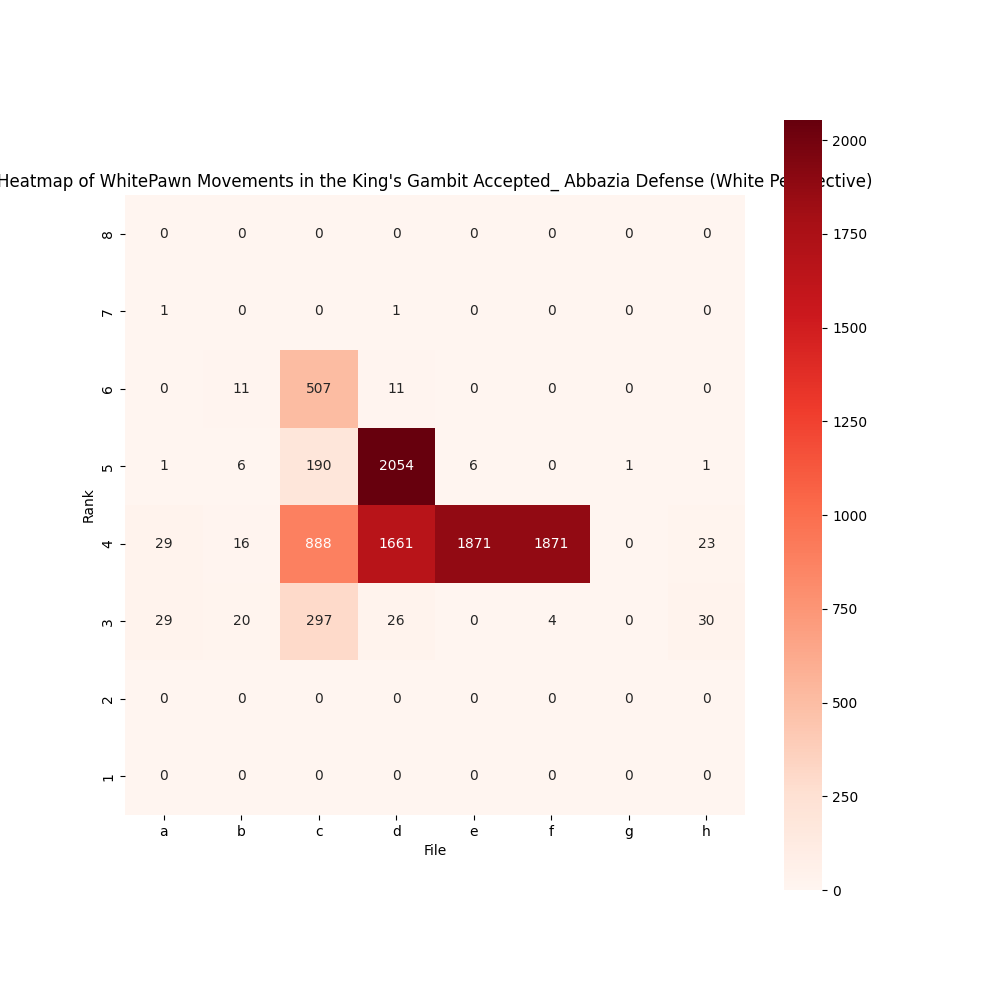 Heatmap of WhitePawn Movements in the King's Gambit Accepted_ Abbazia Defense (White Pe ective)
2000
1750
1500
1250
1000
750
500
250
0
Rank
8 0 0 0 0 0 0 0 0
7 1 0 0 1 0 0 0 0
6 0 11 507 11 0 0 0 0
5 1 6 190 2054 6 0 1 1
4 29 16 888 1661 1871 1871 0 23
3 29 20 297 26 0 4 0 30
2 0 0 0 0 0 0 0 0
1 0 0 0 0 0 0 0 0
a b c d e f g h
File